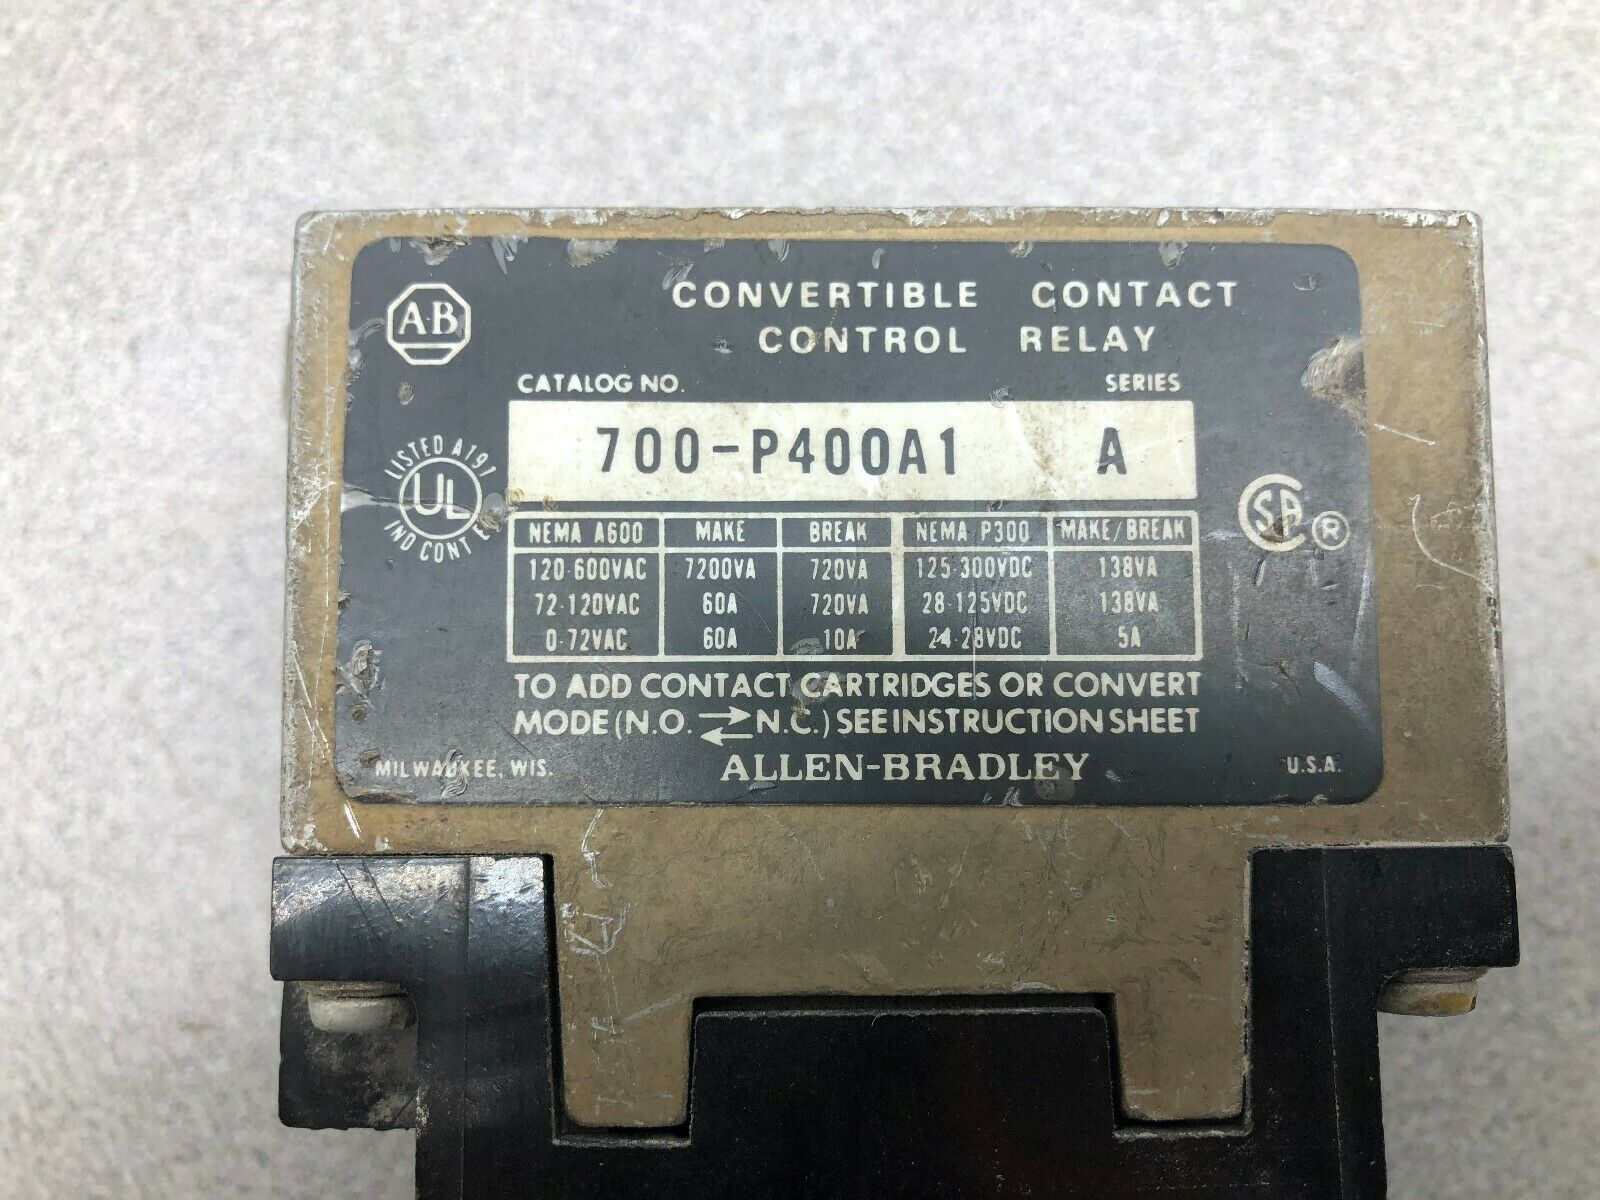 A-B
CONVERTIBLE CONTACT
CONTROL RELAY
CATALOG NO. SERIES
700-P400A1 A
LISTED A191
UL
IND CONT E
SA ®
NEMA A600 MAKE BREAK NEMA P300 MAKE/BREAK
120-600VAC 7200VA 720VA 125-300VDC 138VA
72-120VAC 60A 720VA 28-125VDC 138VA
0-72VAC 60A 10A 24-28VDC 5A
TO ADD CONTACT CARTRIDGES OR CONVERT
MODE (N.O. ⇄ N.C.) SEE INSTRUCTION SHEET
MILWAUKEE, WIS. ALLEN-BRADLEY U.S.A.